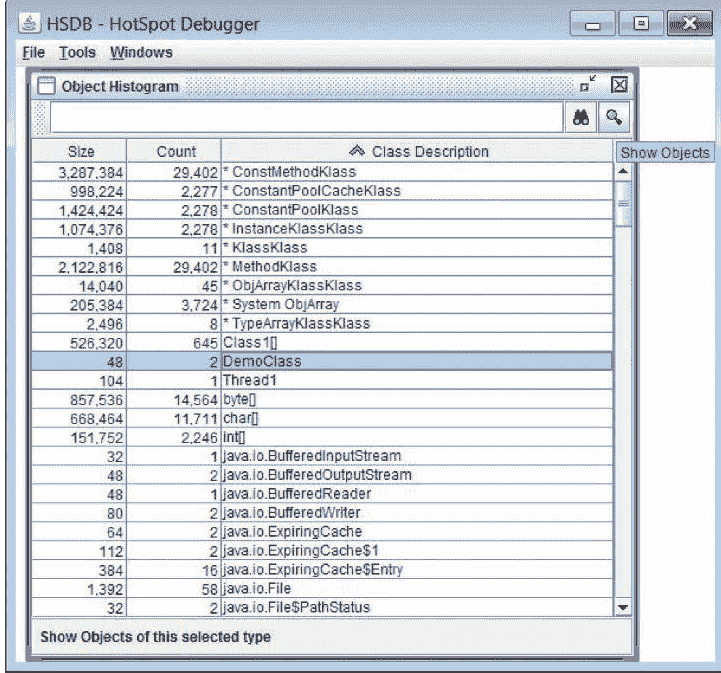 HSDB - HotSpot Debugger
File Tools Windows
Object Histogram
Size Count Class Description
Show Objects
3,287,384 29,402 * ConstMethodKlass
998,224 2,277 * ConstantPoolCacheKlass
1,424,424 2,278 * ConstantPoolKlass
1,074,376 2,278 * InstanceKlassKlass
1,408 11 * KlassKlass
2,122,816 29,402 * MethodKlass
14,040 45 * ObjArrayKlassKlass
205,384 3,724 * System ObjArray
2,496 8 * TypeArrayKlassKlass
526,320 645 Class1[]
48 2 DemoClass
104 1 Thread1
857,536 14,564 byte[]
668,464 11,711 char[]
151,752 2,246 int[]
32 1 java.io.BufferedInputStream
48 2 java.io.BufferedOutputStream
48 1 java.io.BufferedReader
80 2 java.io.BufferedWriter
64 2 java.io.ExpiringCache
112 2 java.io.ExpiringCache$1
384 16 java.io.ExpiringCache$Entry
1,392 58 java.io.File
32 2 java.io.File$PathStatus
Show Objects of this selected type